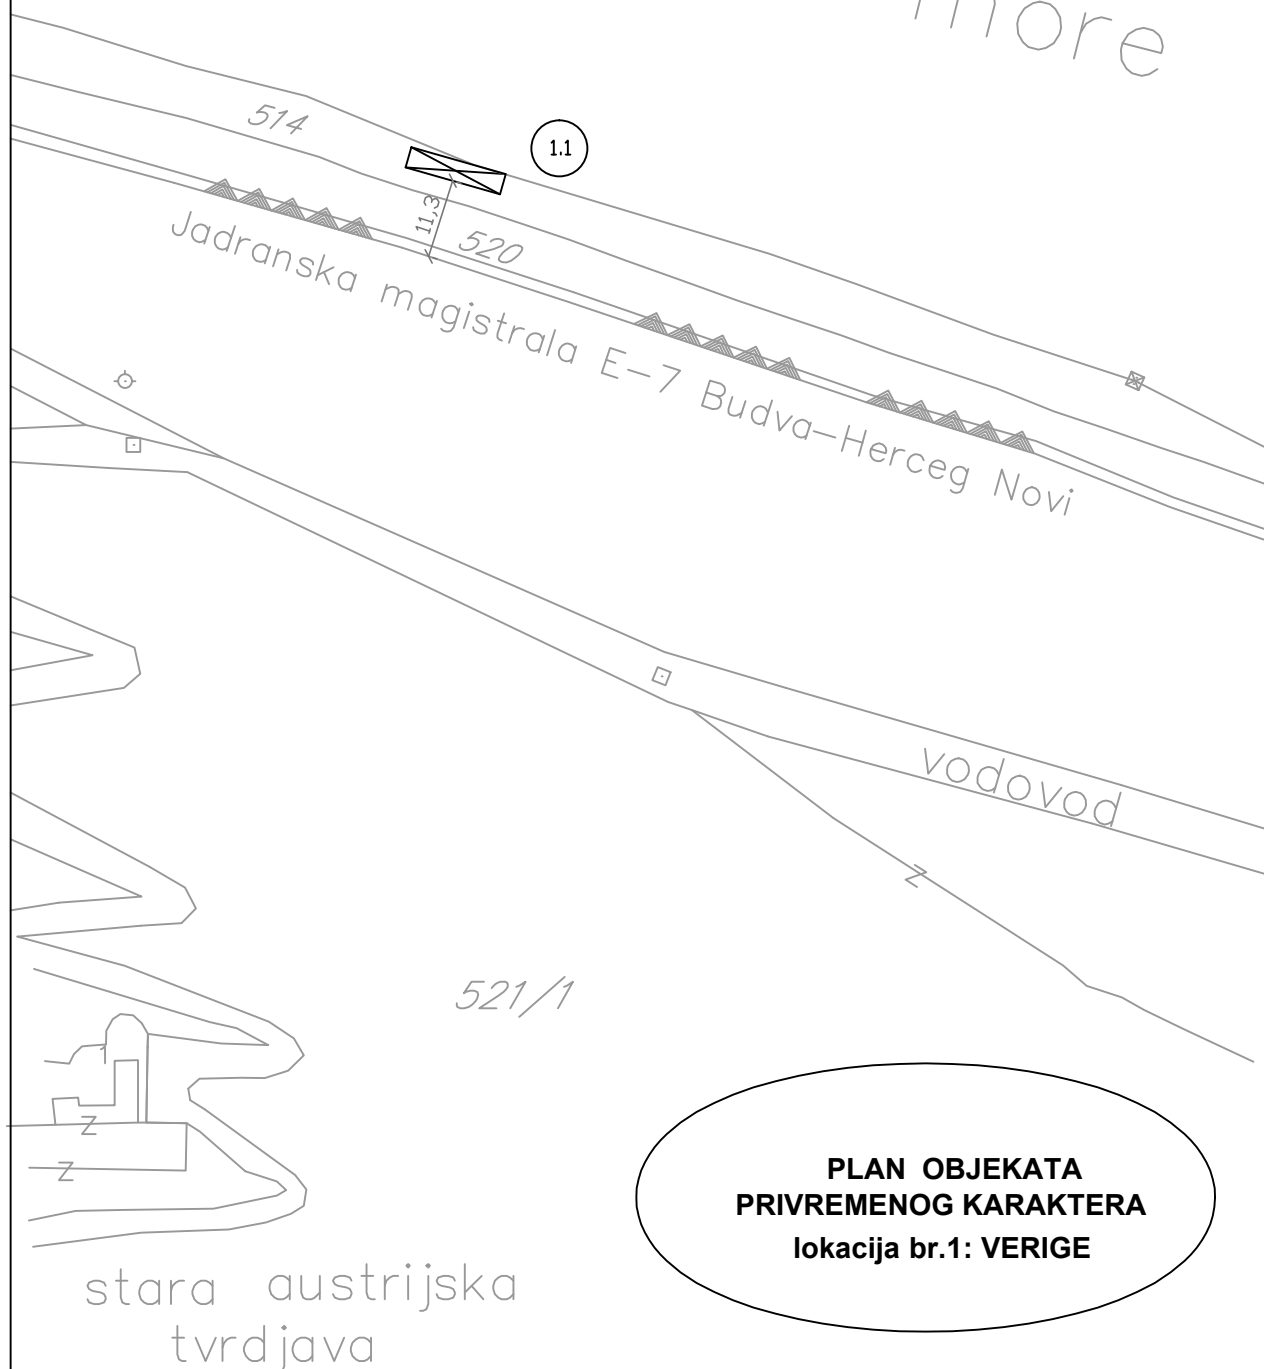 more
514
1.1
11,3
520
Jadranska magistrala E-7 Budva-Herceg Novi
vodovod
Z
521/1
1
Z
Z
PLAN OBJEKATA
PRIVREMENOG KARAKTERA
lokacija br.1: VERIGE
stara austrijska
tvrdjava